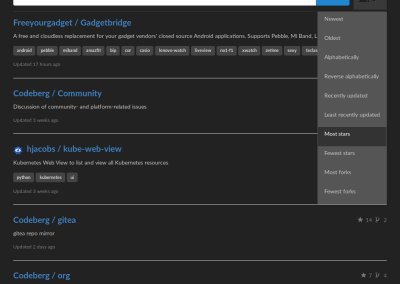 Freeyourgadget / Gadgetbridge
A free and cloudless replacement for your gadget vendors' closed source Android applications. Supports Pebble, Mi Band, L
android pebble miband amazfit bip cor casio lenovo-watch liveview no1-f1 xwatch zetime sony
Updated 17 hours ago
Codeberg / Community
Discussion of community- and platform-related issues
Updated 3 weeks ago
hjacobs / kube-web-view
Kubernetes Web View to list and view all Kubernetes resources
python kubernetes ui
Updated 3 weeks ago
Codeberg / gitea
14 2
gitea repo mirror
Updated 2 days ago
Codeberg / org
7 4
Newest
Oldest
Alphabetically
Reverse alphabetically
Recently updated
Least recently updated
Most stars
Fewest stars
Most forks
Fewest forks